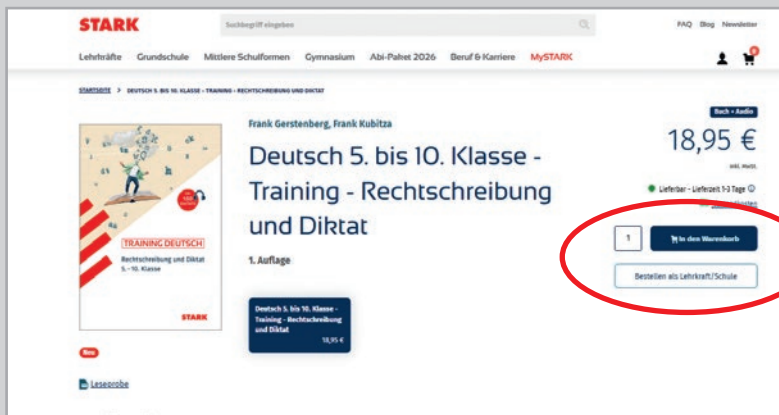 STARK
Suchbegriff eingeben
FAQ Blog Newsletter
Lehrkräfte Grundschule Mittlere Schulformen Gymnasium Abi-Paket 2026 Beruf & Karriere MySTARK
0
STARTSEITE > DEUTSCH 5. BIS 10. KLASSE - TRAINING - RECHTSCHREIBUNG UND DIKTAT
Frank Gerstenberg, Frank Kubitza
Deutsch 5. bis 10. Klasse -
Training - Rechtschreibung
und Diktat
1. Auflage
Buch + Audio
18,95 €
inkl. MwSt.
Lieferbar - Lieferzeit 1-3 Tage
1
In den Warenkorb
Bestellen als Lehrkraft/Schule
TRAINING DEUTSCH
Rechtschreibung und Diktat
5.-10. Klasse
STARK
Deutsch 5. bis 10. Klasse -
Training - Rechtschreibung
und Diktat
18,95 €
Neu
Leseprobe